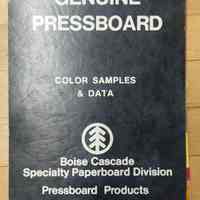 GENUINE
PRESSBOARD
COLOR SAMPLES
& DATA
Boise Cascade
Specialty Paperboard Division
Pressboard Products